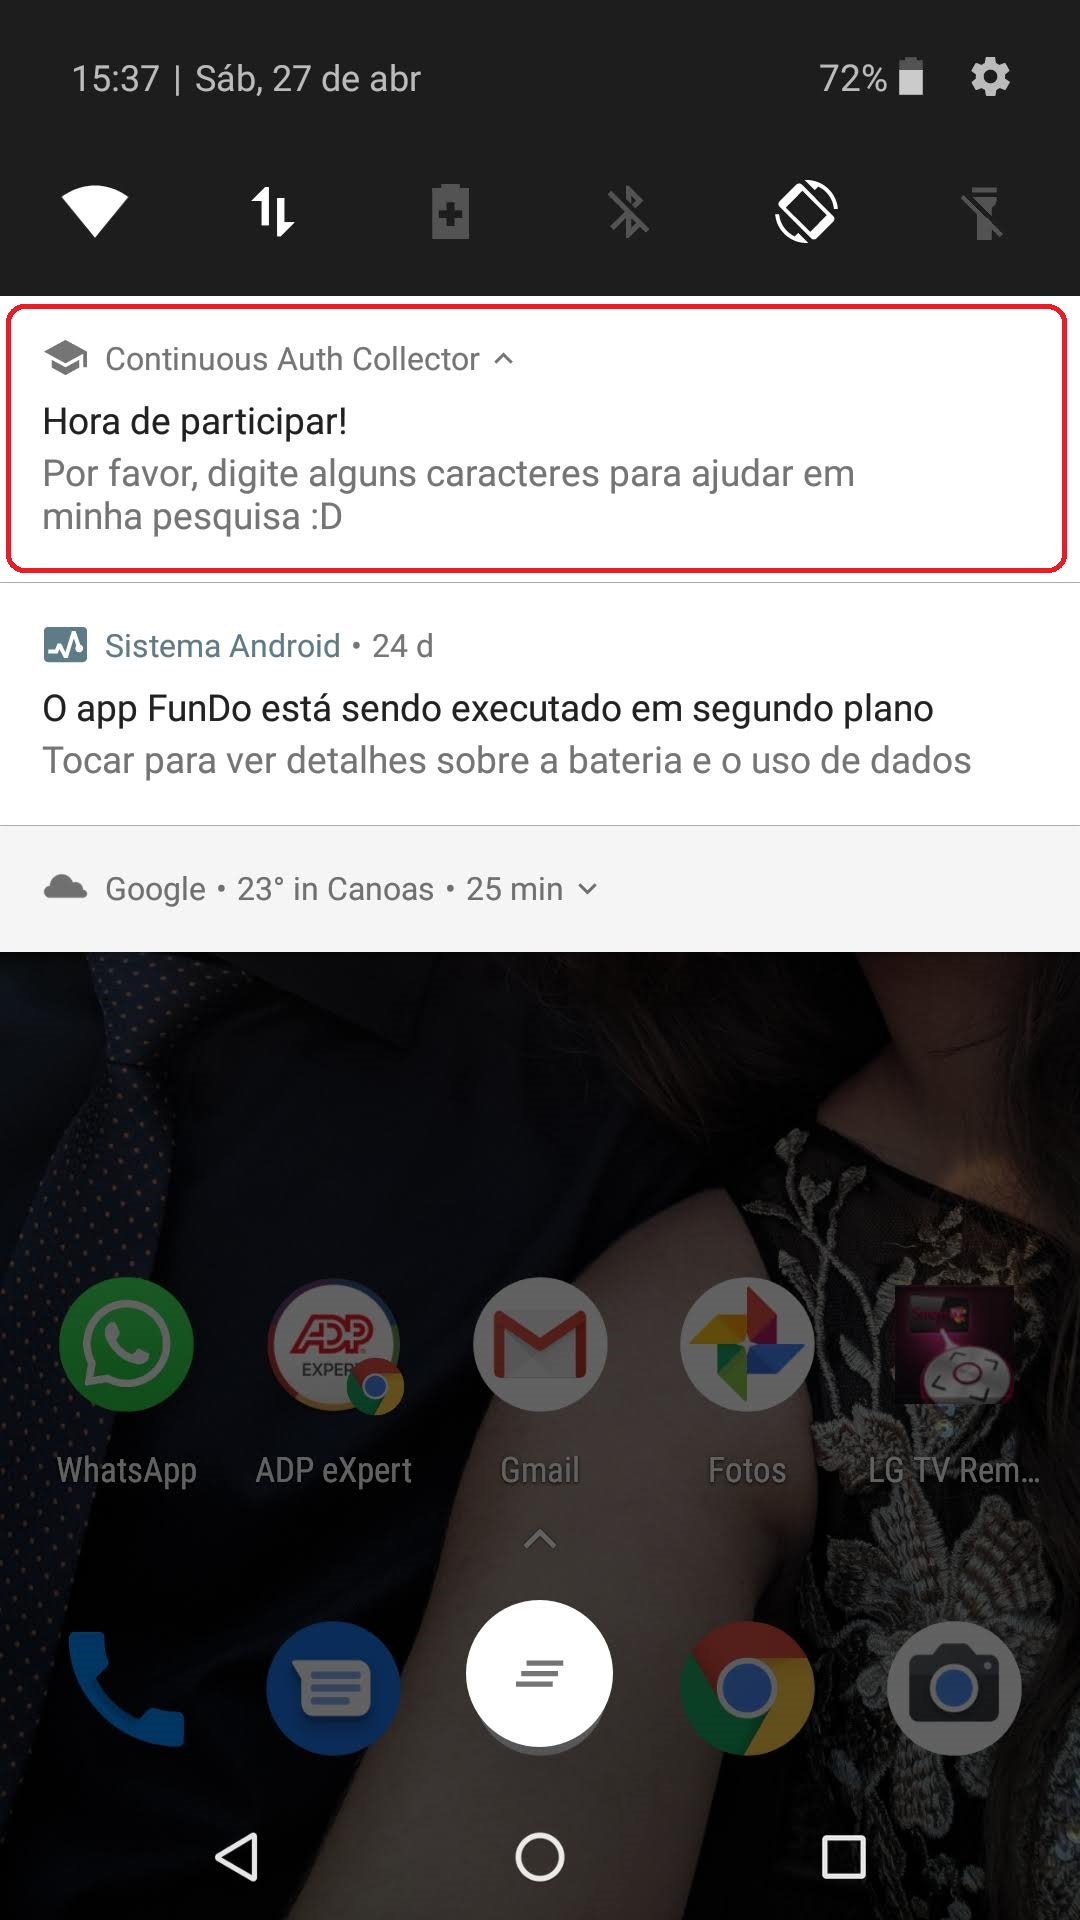 15:37 | Sáb, 27 de abr 72%
Continuous Auth Collector
Hora de participar!
Por favor, digite alguns caracteres para ajudar em
minha pesquisa :D
Sistema Android • 24 d
O app FunDo está sendo executado em segundo plano
Tocar para ver detalhes sobre a bateria e o uso de dados
Google • 23° in Canoas • 25 min
ADP
EXPER
WhatsApp ADP eXpert Gmail Fotos LG TV Rem...